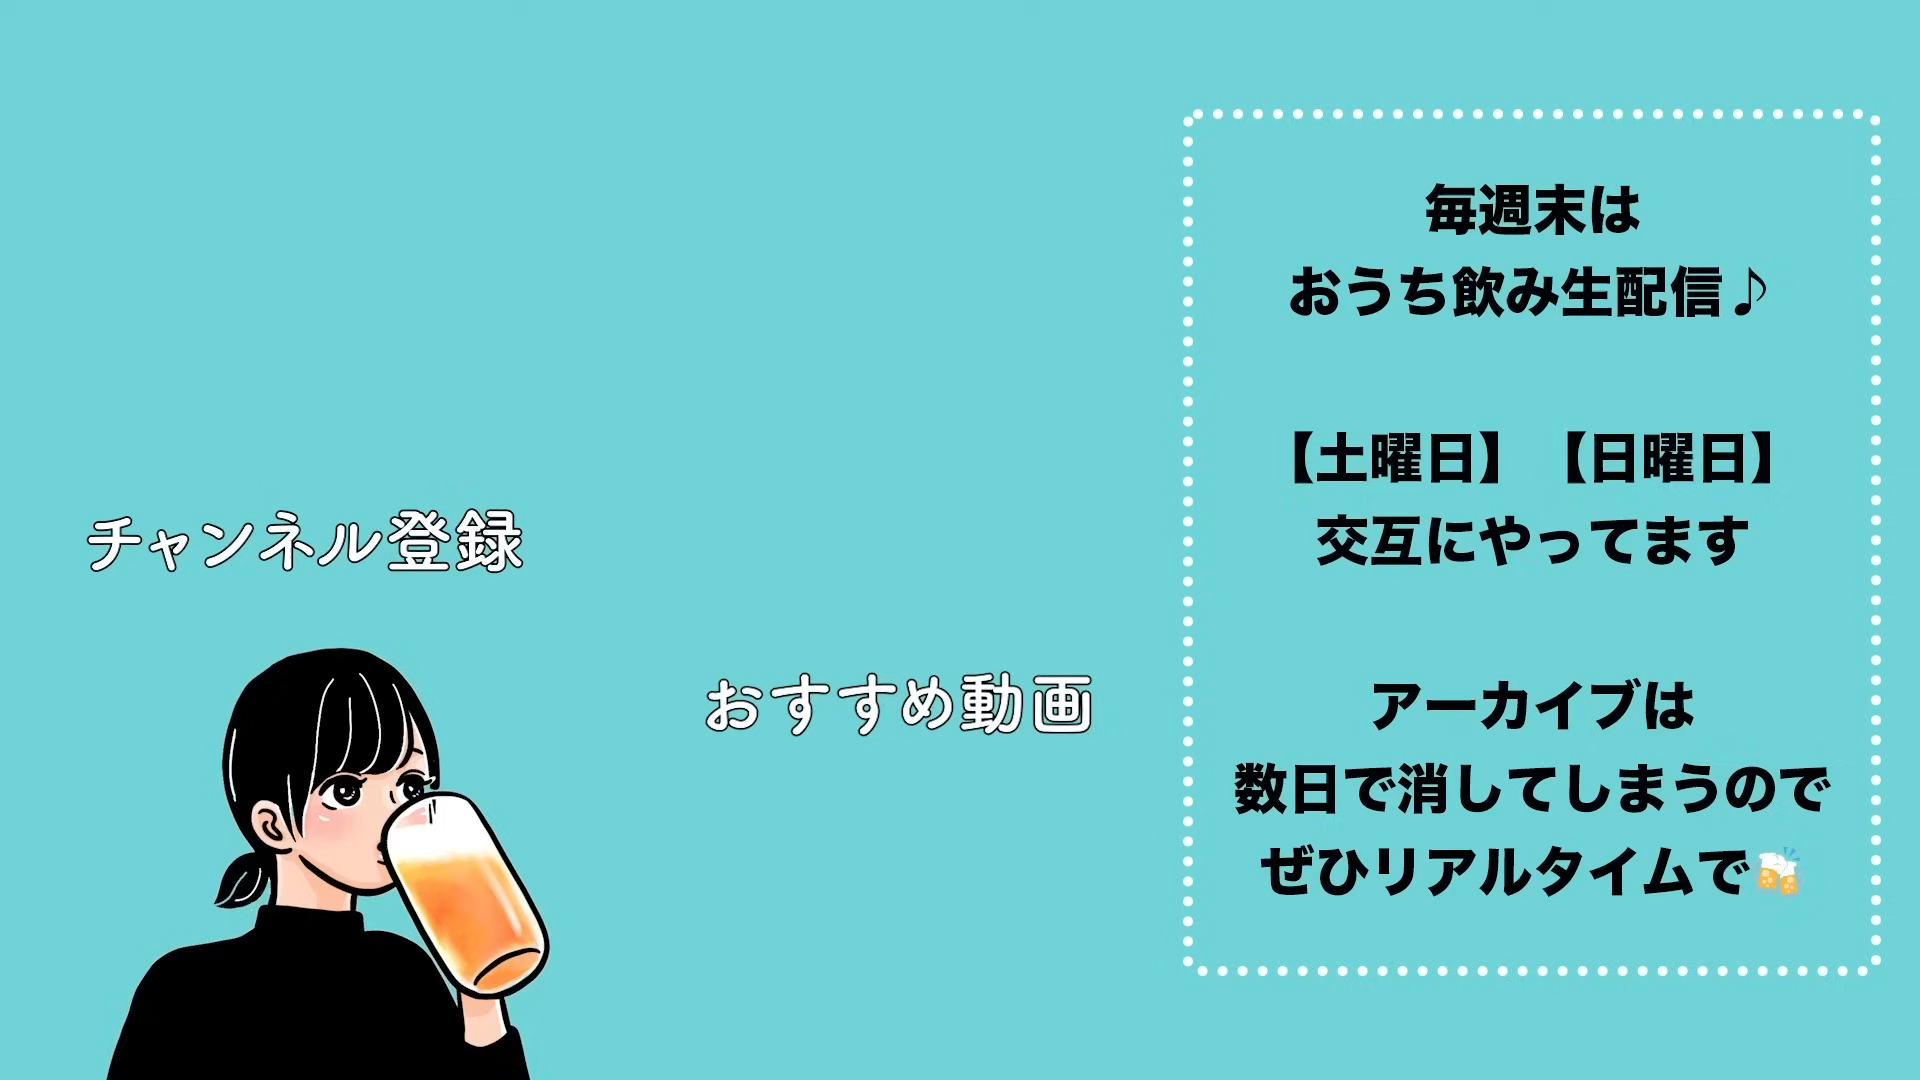 チャンネル登録
おすすめ動画
毎週末は
おうち飲み生配信♪
【土曜日】【日曜日】
交互にやってます
アーカイブは
数日で消してしまうので
ぜひリアルタイムで🍻